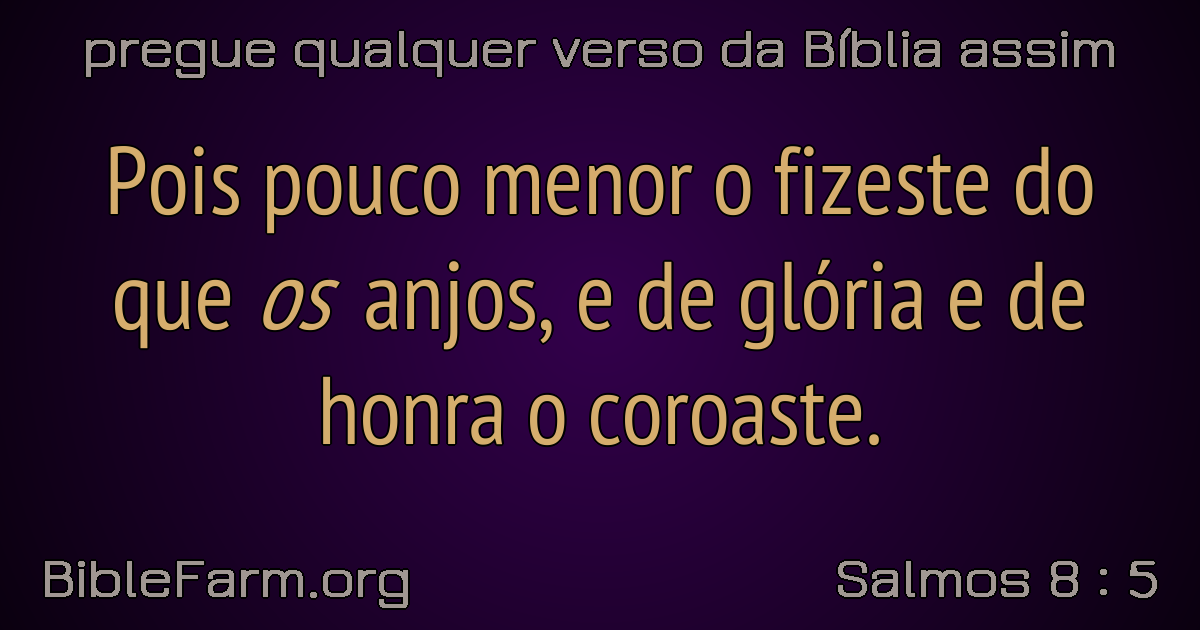 pregue qualquer verso da Bíblia assim
Pois pouco menor o fizeste do
que os anjos, e de glória e de
honra o coroaste.
BibleFarm.org
Salmos 8 : 5